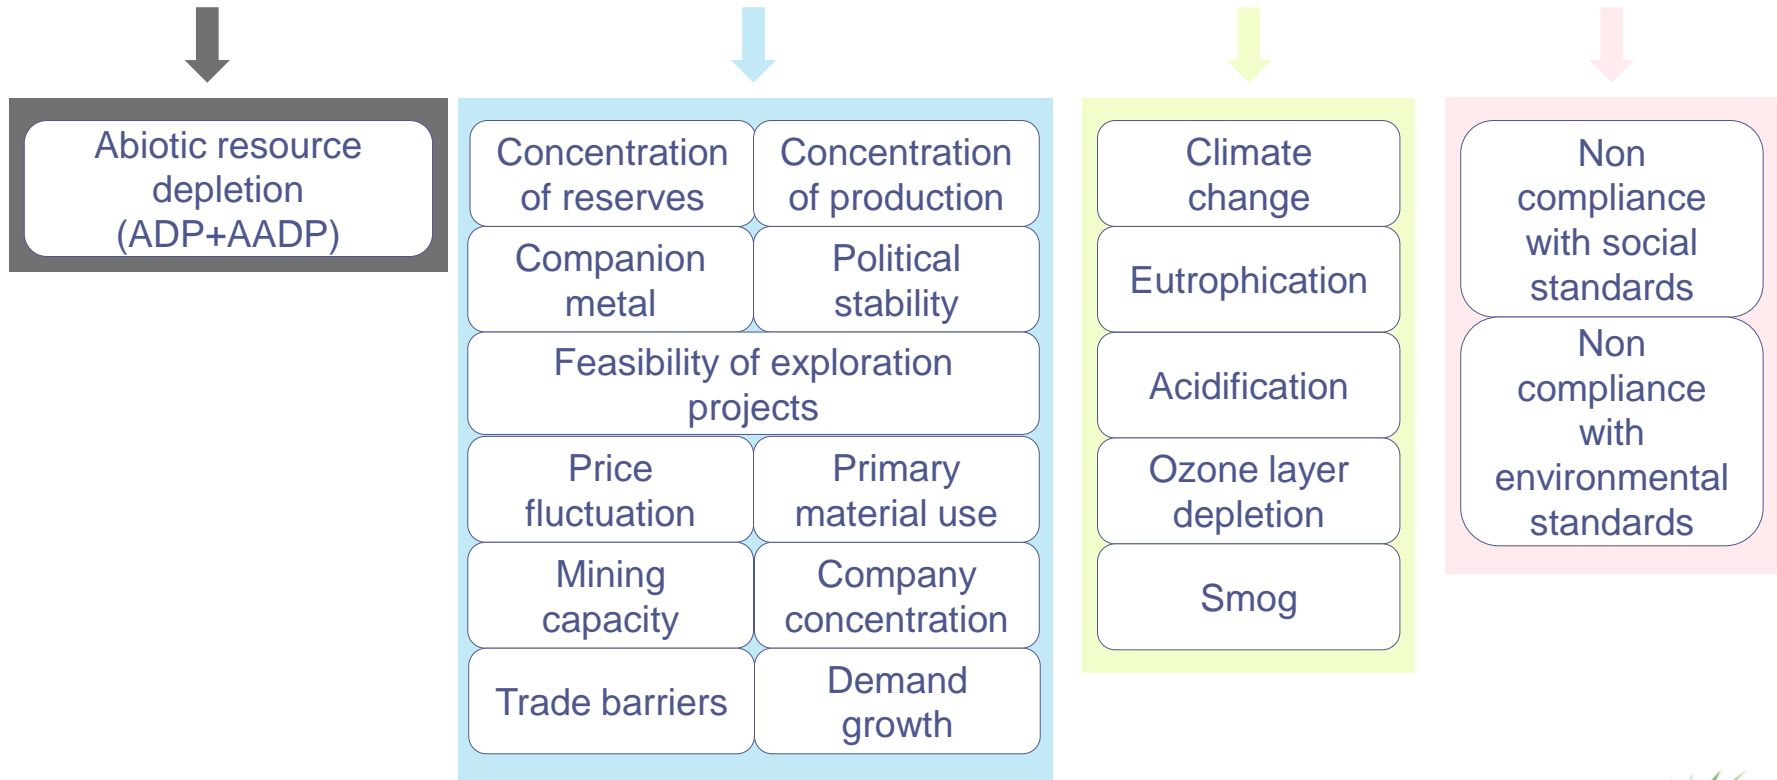 Abiotic resource
depletion
(ADP+AADP)
Concentration
of reserves
Concentration
of production
Companion
metal
Political
stability
Feasibility of exploration
projects
Price
fluctuation
Primary
material use
Mining
capacity
Company
concentration
Trade barriers
Demand
growth
Climate
change
Eutrophication
Acidification
Ozone layer
depletion
Smog
Non
compliance
with social
standards
Non
compliance
with
environmental
standards